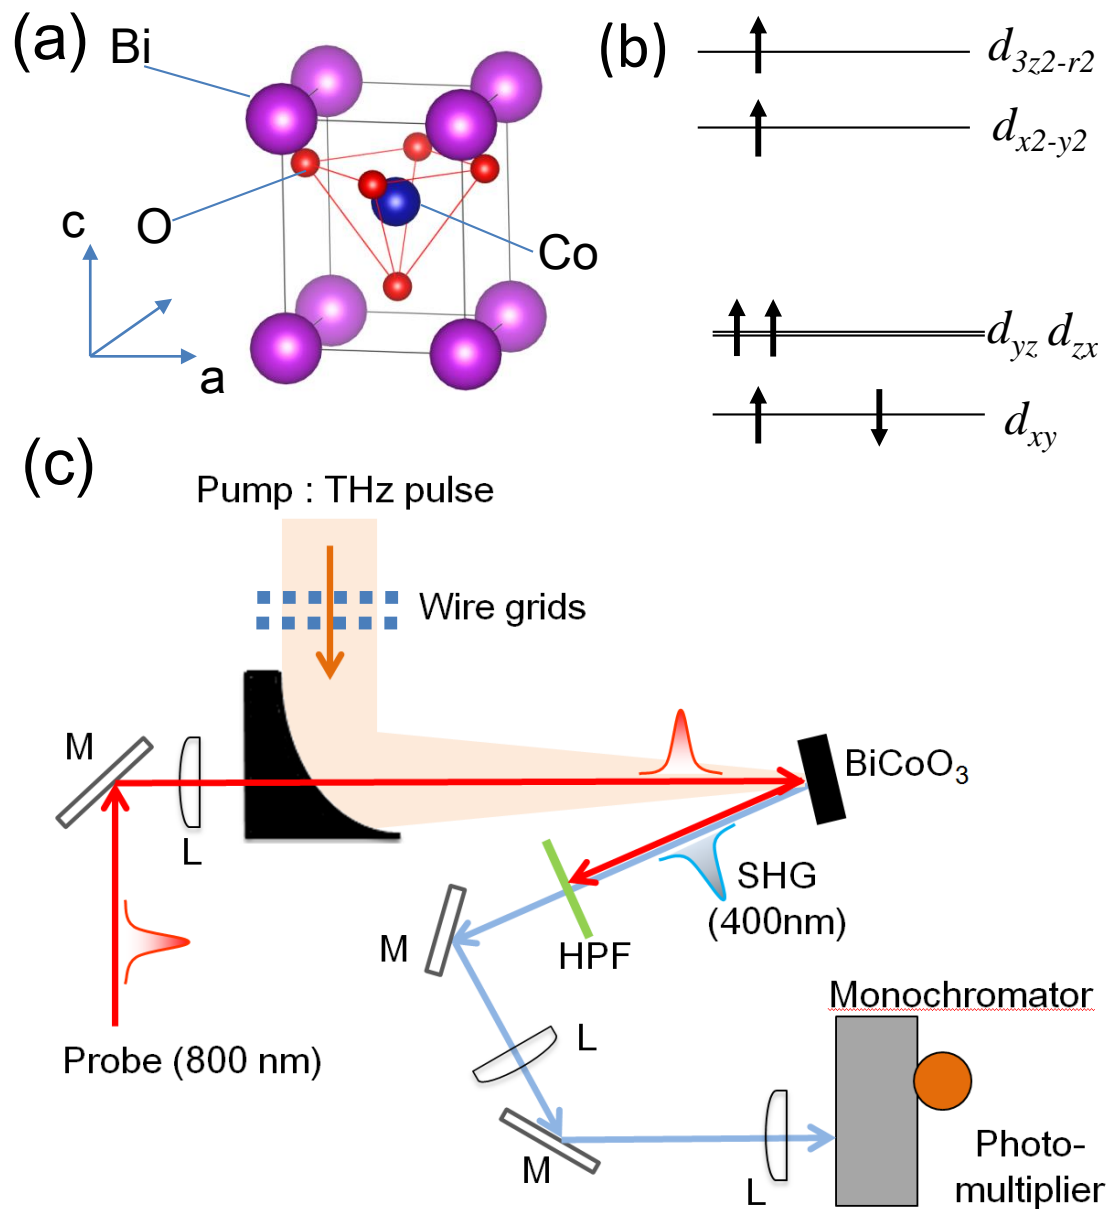 (a)
Bi
O
Co
c
a
(b)
d3z2-r2
dx2-y2
dyz dzx
dxy
(c)
Pump : THz pulse
Wire grids
M
L
BiCoO3
SHG
(400nm)
HPF
M
Probe (800 nm)
L
M
L
Monochromator
Photo-
multiplier